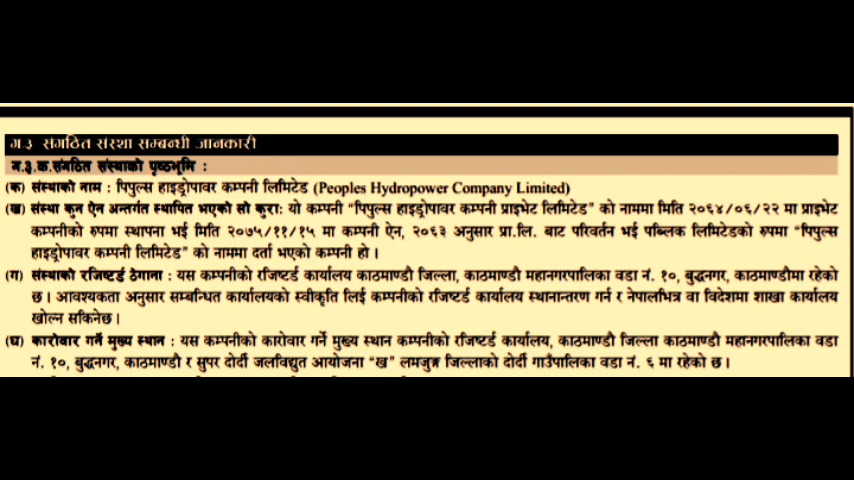 ग.३ संगठित संस्था सम्बन्धी जानकारी
ग.३.क.संगठित संस्थाको पृष्ठभूमि :
(क) संस्थाको नाम : पिपुल्स हाइड्रोपावर कम्पनी लिमिटेड (Peoples Hydropower Company Limited)
(ख) संस्था कुन ऐन अन्तर्गत स्थापित भएको सो कुरा: यो कम्पनी “पिपुल्स हाइड्रोपावर कम्पनी प्राइभेट लिमिटेड” को नाममा मिति २०६४/०६/२२ मा प्राइभेट
कम्पनीको रुपमा स्थापना भई मिति २०७५/११/१५ मा कम्पनी ऐन, २०६३ अनुसार प्रा.लि. बाट परिवर्तन भई पब्लिक लिमिटेडको रुपमा “पिपुल्स
हाइड्रोपावर कम्पनी लिमिटेड” को नाममा दर्ता भएको कम्पनी हो ।
(ग) संस्थाको रजिष्टर्ड ठेगाना : यस कम्पनीको रजिष्टर्ड कार्यालय काठमाण्डौ जिल्ला, काठमाण्डौ महानगरपालिका वडा नं. १०, बुद्धनगर, काठमाण्डौमा रहेको
छ । आवश्यकता अनुसार सम्बन्धित कार्यालयको स्वीकृति लिई कम्पनीको रजिष्टर्ड कार्यालय स्थानान्तरण गर्न र नेपालभित्र वा विदेशमा शाखा कार्यालय
खोल्न सकिनेछ ।
(घ) कारोवार गर्ने मुख्य स्थान : यस कम्पनीको कारोवार गर्ने मुख्य स्थान कम्पनीको रजिष्टर्ड कार्यालय, काठमाण्डौ जिल्ला काठमाण्डौ महानगरपालिका वडा
नं. १०, बुद्धनगर, काठमाण्डौ र सुपर दोर्दी जलविद्युत आयोजना “ख” लमजुङ जिल्लाको दोर्दी गाउँपालिका वडा नं. ६ मा रहेको छ ।